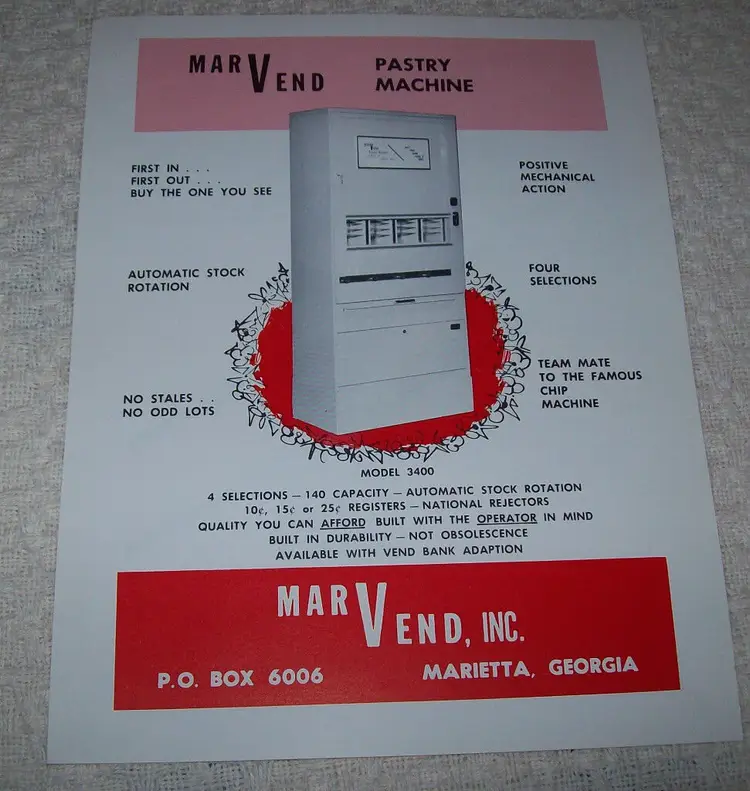 MARVEND PASTRY
MACHINE
FIRST IN . . .
FIRST OUT . . .
BUY THE ONE YOU SEE
POSITIVE
MECHANICAL
ACTION
AUTOMATIC STOCK
ROTATION
FOUR
SELECTIONS
NO STALES . .
NO ODD LOTS
TEAM MATE
TO THE FAMOUS
CHIP
MACHINE
MODEL 3400
4 SELECTIONS — 140 CAPACITY — AUTOMATIC STOCK ROTATION
10¢, 15¢ or 25¢ REGISTERS — NATIONAL REJECTORS
QUALITY YOU CAN AFFORD BUILT WITH THE OPERATOR IN MIND
BUILT IN DURABILITY — NOT OBSOLESCENCE
AVAILABLE WITH VEND BANK ADAPTION
MARVEND, INC.
P.O. BOX 6006 MARIETTA, GEORGIA